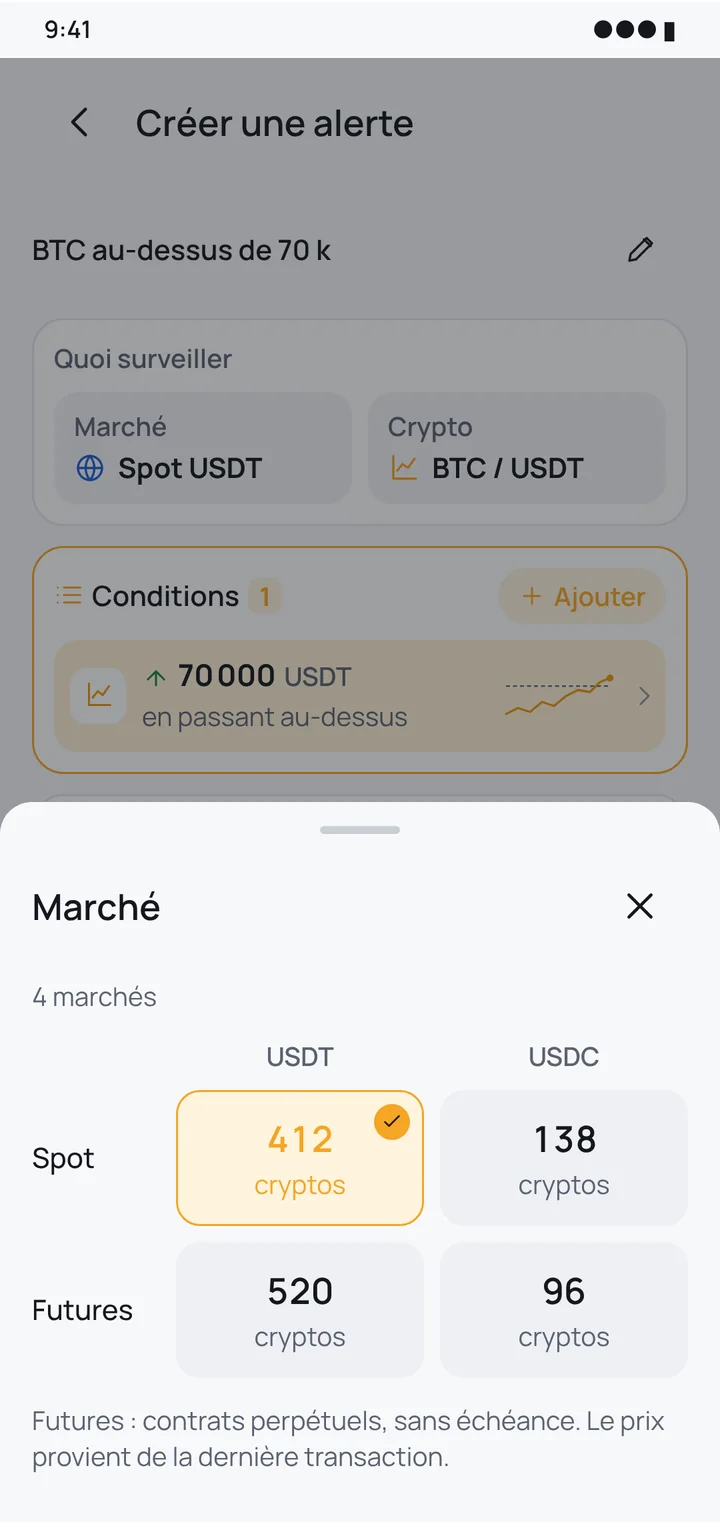 9:41
Créer une alerte
BTC au-dessus de 70 k
Quoi surveiller
Marché
Spot USDT
Crypto
BTC / USDT
Conditions 1
+ Ajouter
70 000 USDT
en passant au-dessus
Marché
4 marchés
USDT USDC
Spot
412
cryptos
138
cryptos
Futures
520
cryptos
96
cryptos
Futures : contrats perpétuels, sans échéance. Le prix
provient de la dernière transaction.